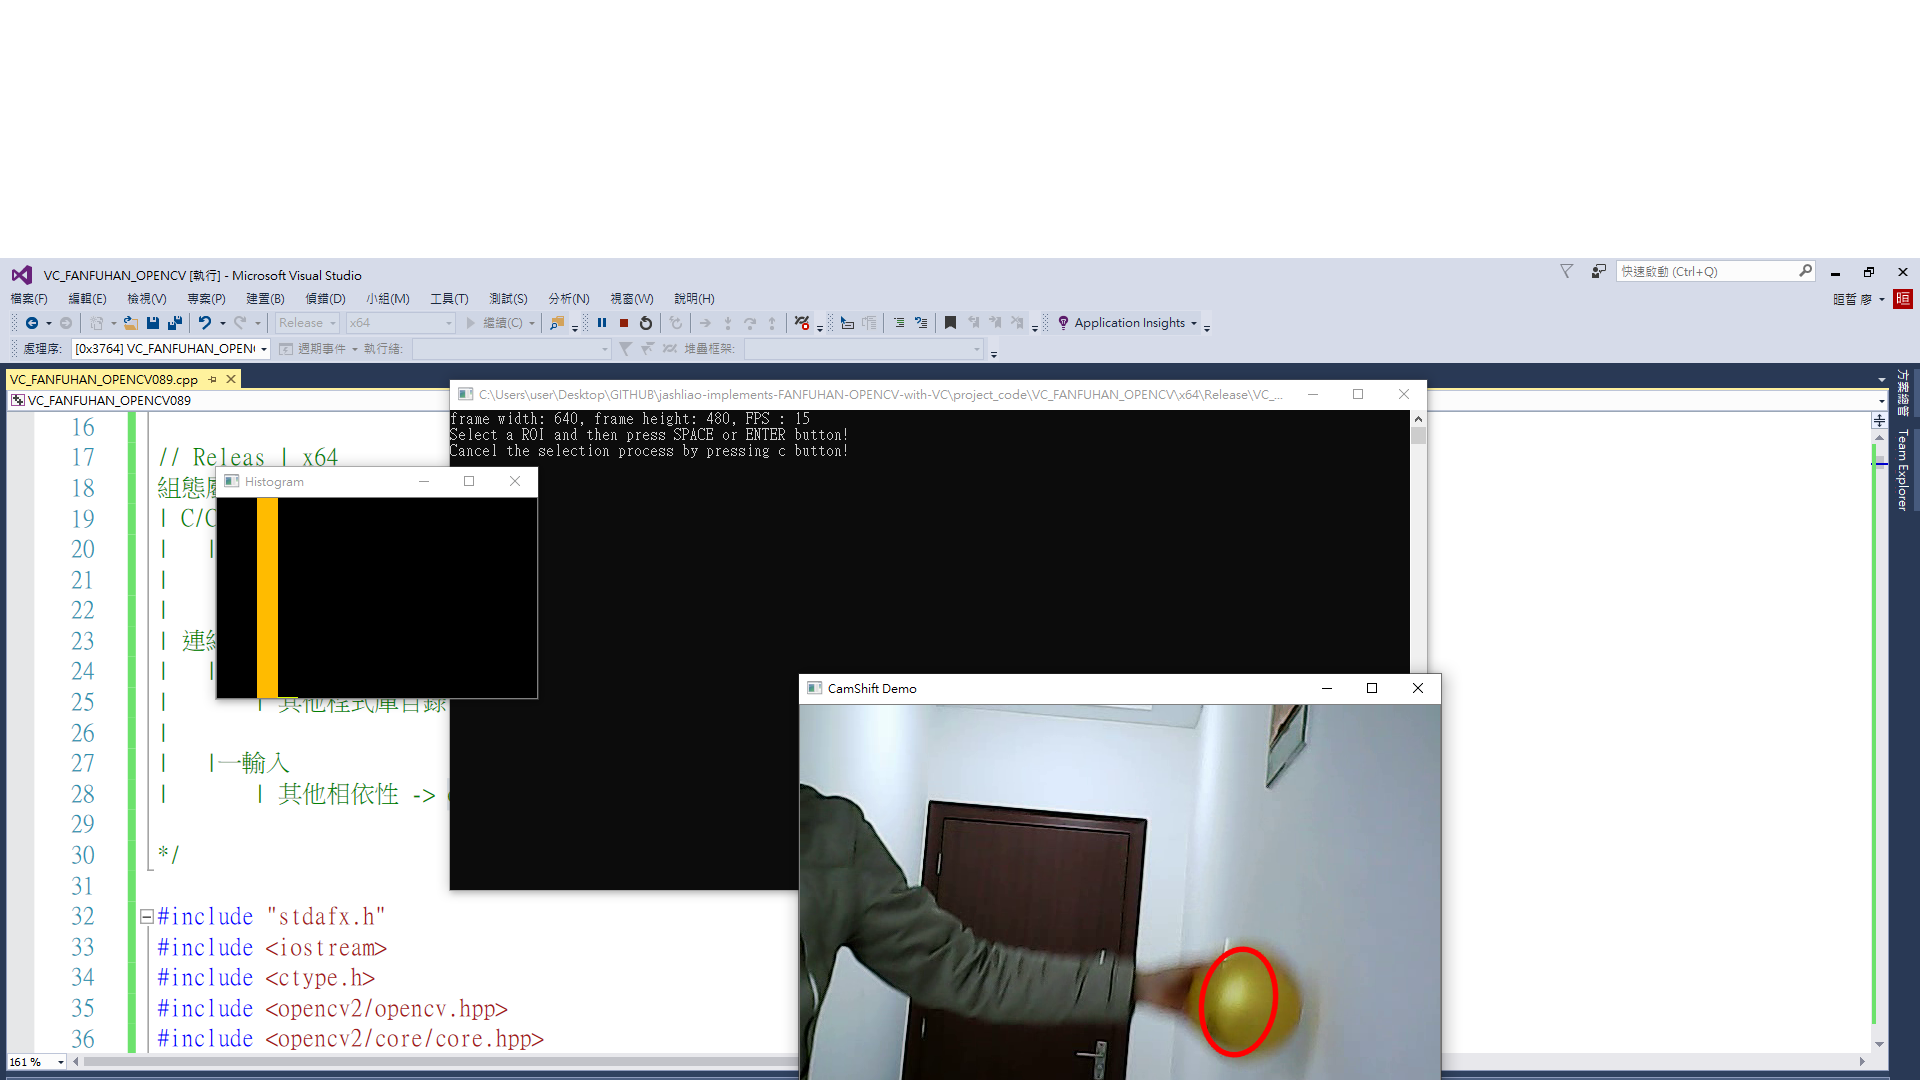 VC_FANFUHAN_OPENCV [執行] - Microsoft Visual Studio
快速啟動 (Ctrl+Q)
檔案(F) 編輯(E) 檢視(V) 專案(P) 建置(B) 偵錯(D) 小組(M) 工具(T) 測試(S) 分析(N) 視窗(W) 說明(H)
晅哲 廖 晅
Release x64 繼續(C) Application Insights
處理序: [0x3764] VC_FANFUHAN_OPEN 週期事件 執行緒: 堆疊框架:
VC_FANFUHAN_OPENCV089.cpp
VC_FANFUHAN_OPENCV089
方案總管
Team Explorer
C:\Users\user\Desktop\GITHUB\jashliao-implements-FANFUHAN-OPENCV-with-VC\project_code\VC_FANFUHAN_OPENCV\x64\Release\VC_...
frame width: 640, frame height: 480, FPS : 15
Select a ROI and then press SPACE or ENTER button!
Cancel the selection process by pressing c button!
Histogram
CamShift Demo
16
17 // Releas | x64
18 組態
19 | C/C
20 | |
21 |
22 |
23 | 連
24 | |
25 | | 其他程式庫目錄
26 |
27 | |一輸入
28 | | 其他相依性 ->
29
30 */
31
32 #include "stdafx.h"
33 #include <iostream>
34 #include <ctype.h>
35 #include <opencv2/opencv.hpp>
36 #include <opencv2/core/core.hpp>
161 %